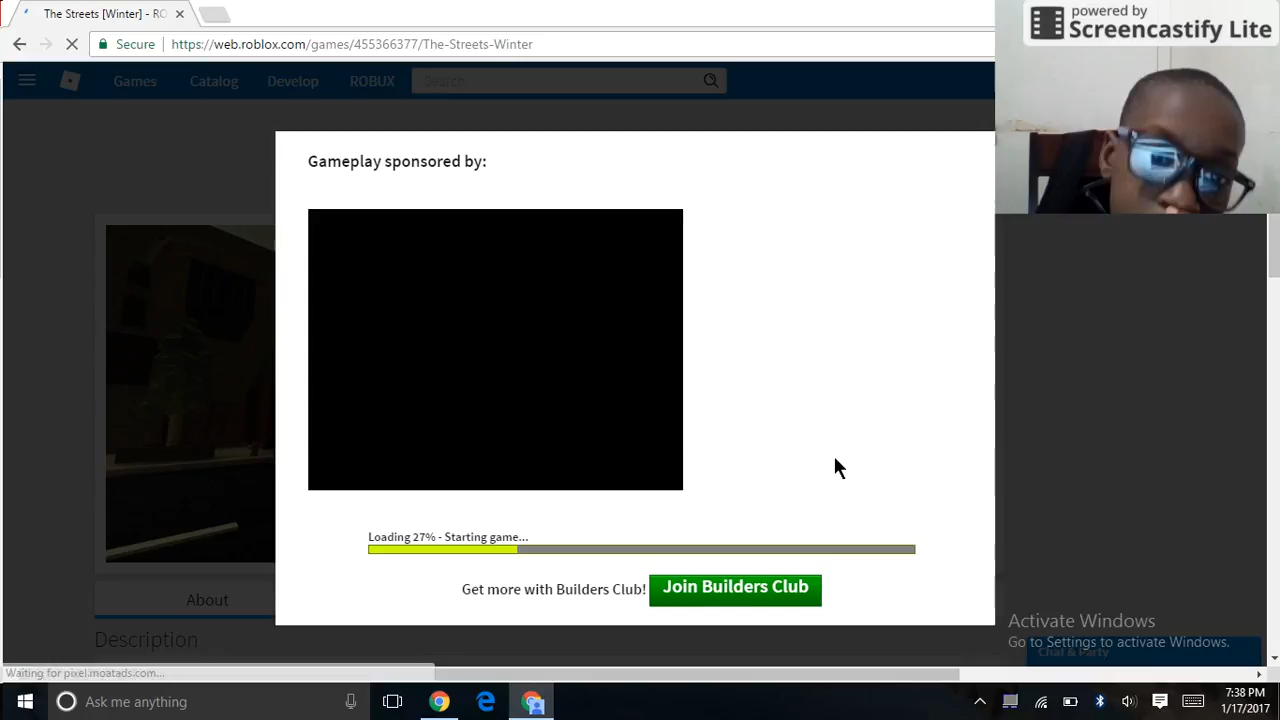 The Streets [Winter] - RO
powered by
Screencastify Lite
Secure
https://web.roblox.com/games/455366377/The-Streets-Winter
Games
Catalog
Develop
ROBUX
Search
Gameplay sponsored by:
Loading 27% - Starting game...
Get more with Builders Club!
Join Builders Club
About
Description
Activate Windows
Go to Settings to activate Windows.
Chat & Party
Waiting for pixel.moatads.com...
Ask me anything
7:38 PM
1/17/2017